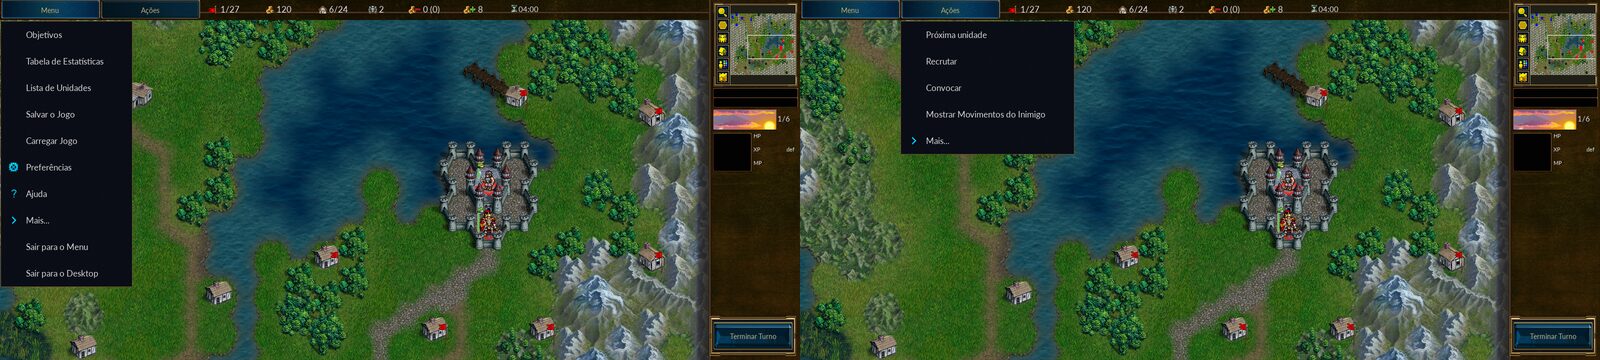 Menu Ações 1/27 120 6/24 2 0 (0) 8 04:00
Objetivos
Tabela de Estatísticas
Lista de Unidades
Salvar o Jogo
Carregar Jogo
Preferências
? Ajuda
Mais...
Sair para o Menu
Sair para o Desktop
1/6
HP
XP def
MP
Terminar Turno
Menu Ações 1/27 120 6/24 2 0 (0) 8 04:00
Próxima unidade
Recrutar
Convocar
Mostrar Movimentos do Inimigo
Mais...
1/6
HP
XP def
MP
Terminar Turno